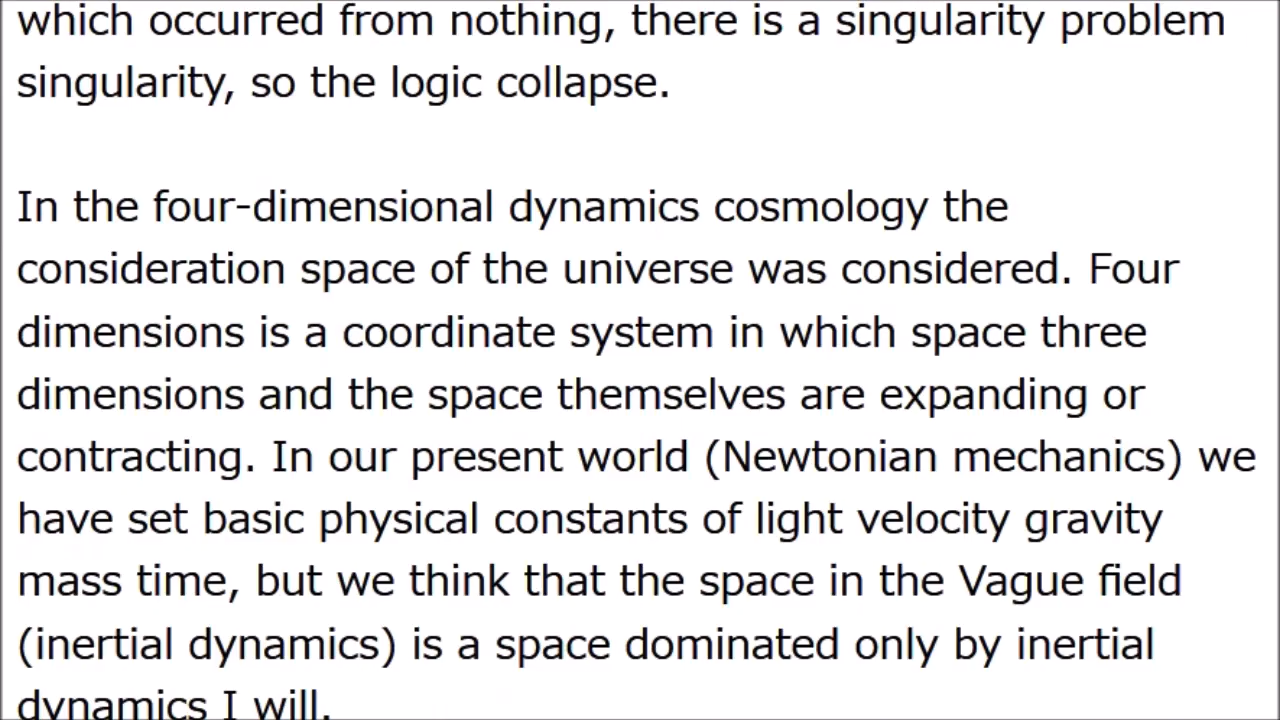 which occurred from nothing, there is a singularity problem
singularity, so the logic collapse.
In the four-dimensional dynamics cosmology the
consideration space of the universe was considered. Four
dimensions is a coordinate system in which space three
dimensions and the space themselves are expanding or
contracting. In our present world (Newtonian mechanics) we
have set basic physical constants of light velocity gravity
mass time, but we think that the space in the Vague field
(inertial dynamics) is a space dominated only by inertial
dynamics I will.